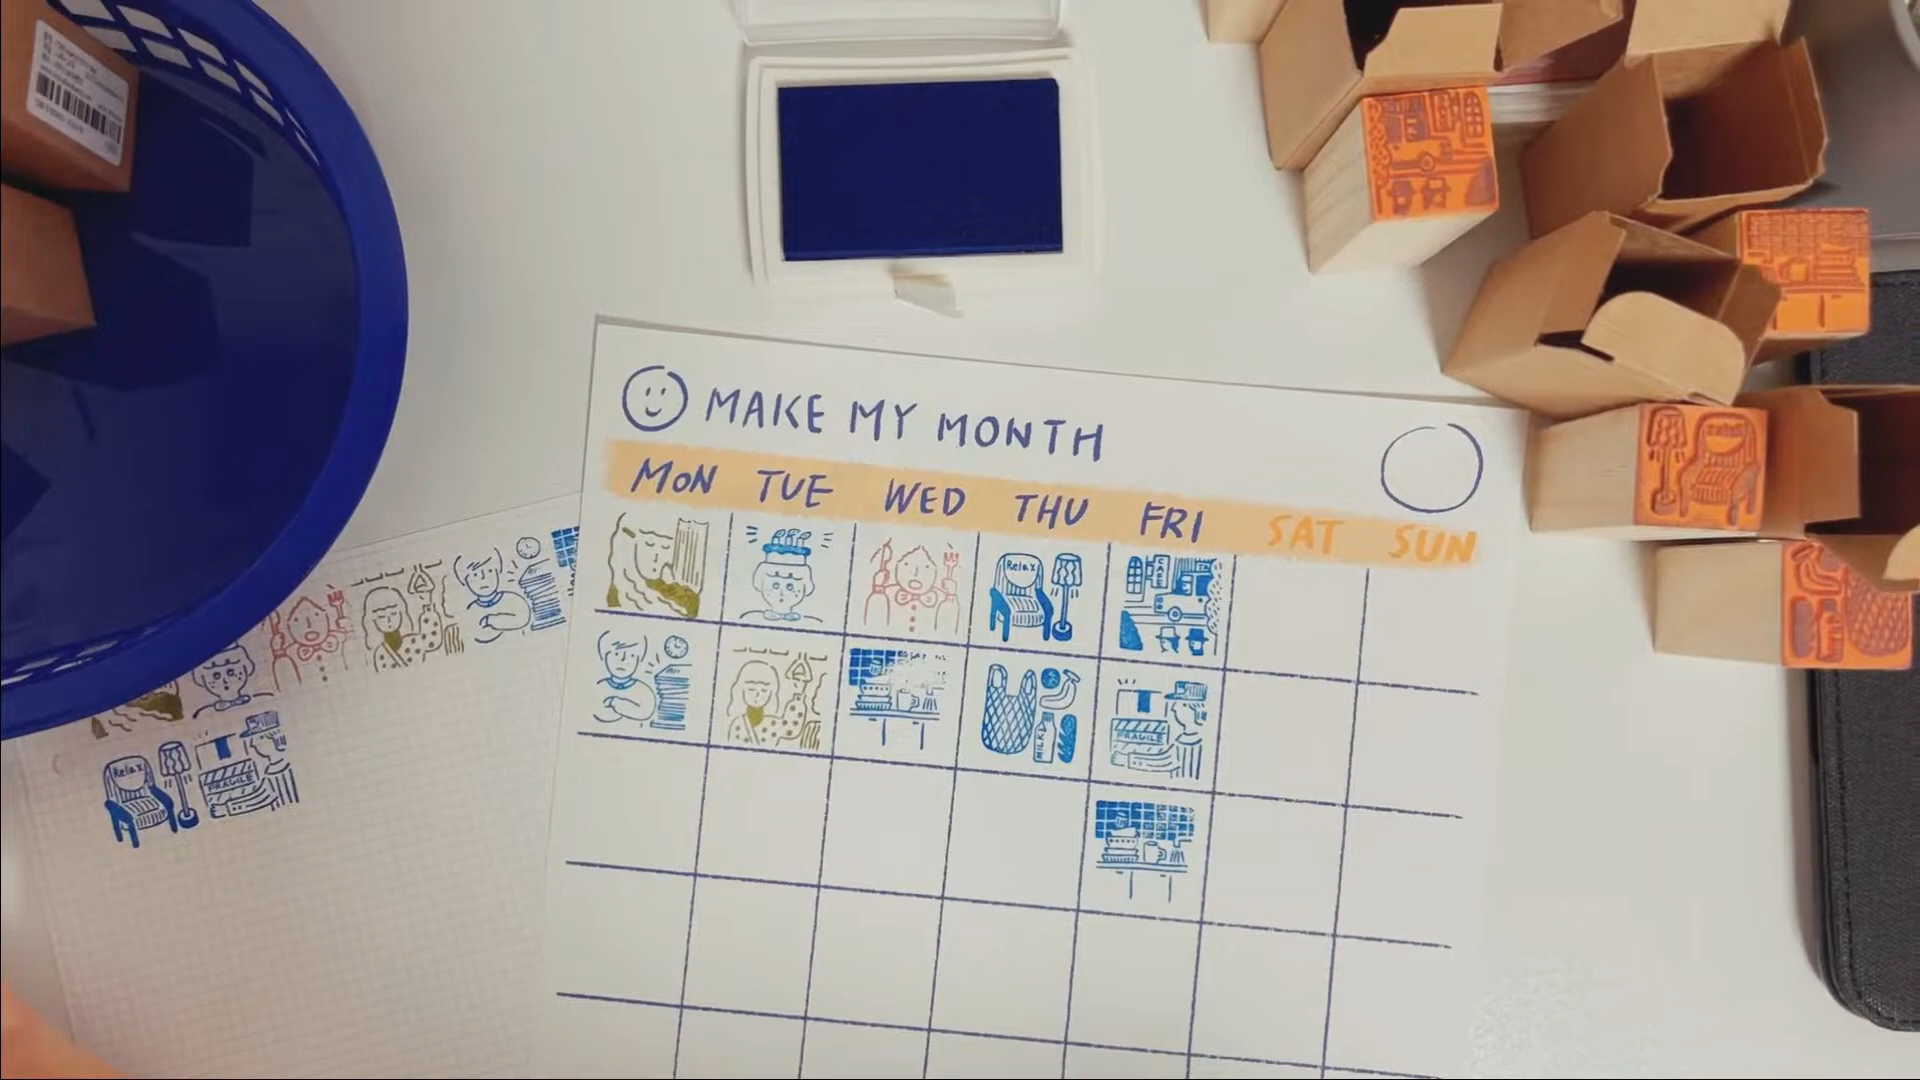 MAKE MY MONTH
MON TUE WED THU FRI SAT SUN
Relax
MILK
FRAGILE
Relax
FRAGILE